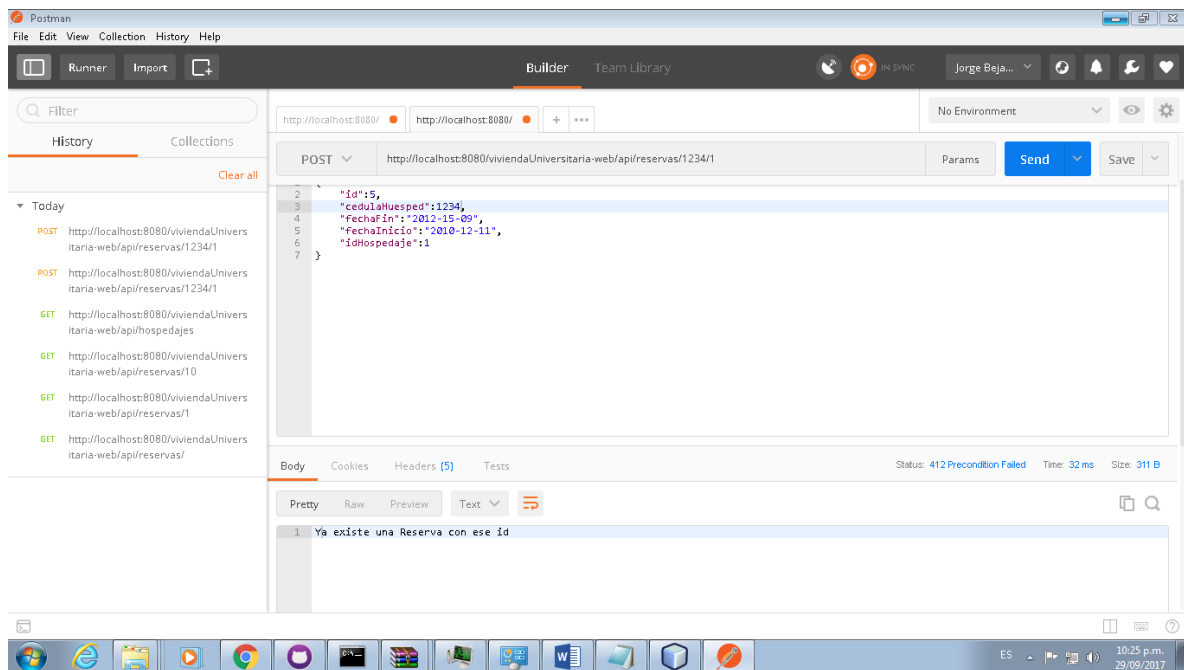 Postman
File Edit View Collection History Help
Runner Import Builder Team Library IN SYNC Jorge Beja...
Filter
History Collections
Clear all
Today
POST http://localhost:8080/viviendaUnivers
itaria-web/api/reservas/1234/1
POST http://localhost:8080/viviendaUnivers
itaria-web/api/reservas/1234/1
GET http://localhost:8080/viviendaUnivers
itaria-web/api/hospedajes
GET http://localhost:8080/viviendaUnivers
itaria-web/api/reservas/10
GET http://localhost:8080/viviendaUnivers
itaria-web/api/reservas/1
GET http://localhost:8080/viviendaUnivers
itaria-web/api/reservas/
http://localhost:8080/ http://localhost:8080/ + •••
No Environment
POST http://localhost:8080/viviendaUniversitaria-web/api/reservas/1234/1 Params Send Save
2 "id":5,
3 "cedulaHuesped":1234,
4 "fechaFin":"2012-15-09",
5 "fechaInicio":"2010-12-11",
6 "idHospedaje":1
7 }
Body Cookies Headers (5) Tests Status: 412 Precondition Failed Time: 32 ms Size: 311 B
Pretty Raw Preview Text
1 Ya existe una Reserva con ese id
ES 10:25 p.m.
29/09/2017